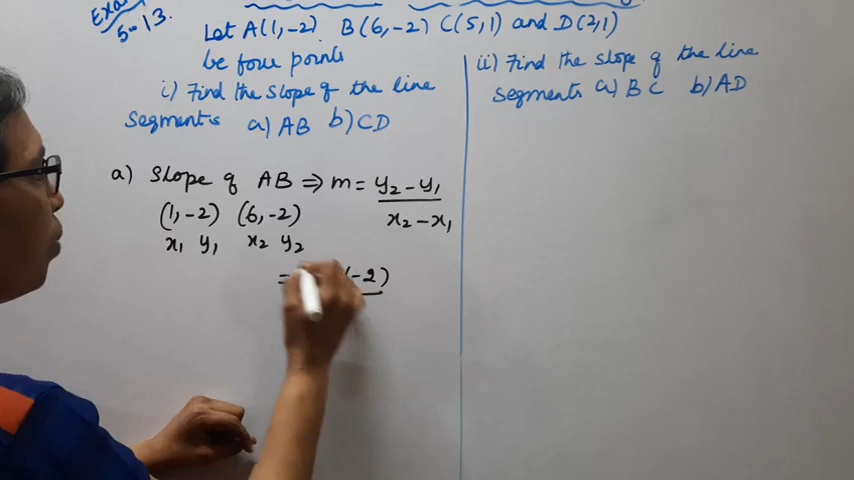 Exa
5-13.
Let A(1,-2) B(6,-2) C(5,1) and D(2,1)
be four points
i) Find the slope of the line
segments a) AB b) CD
a) Slope of AB ⇒ m = y₂ - y₁
x₂ - x₁
(1,-2) (6,-2)
x₁ y₁ x₂ y₂
= (-2)
ii) Find the slope of the line
segments a) BC b) AD